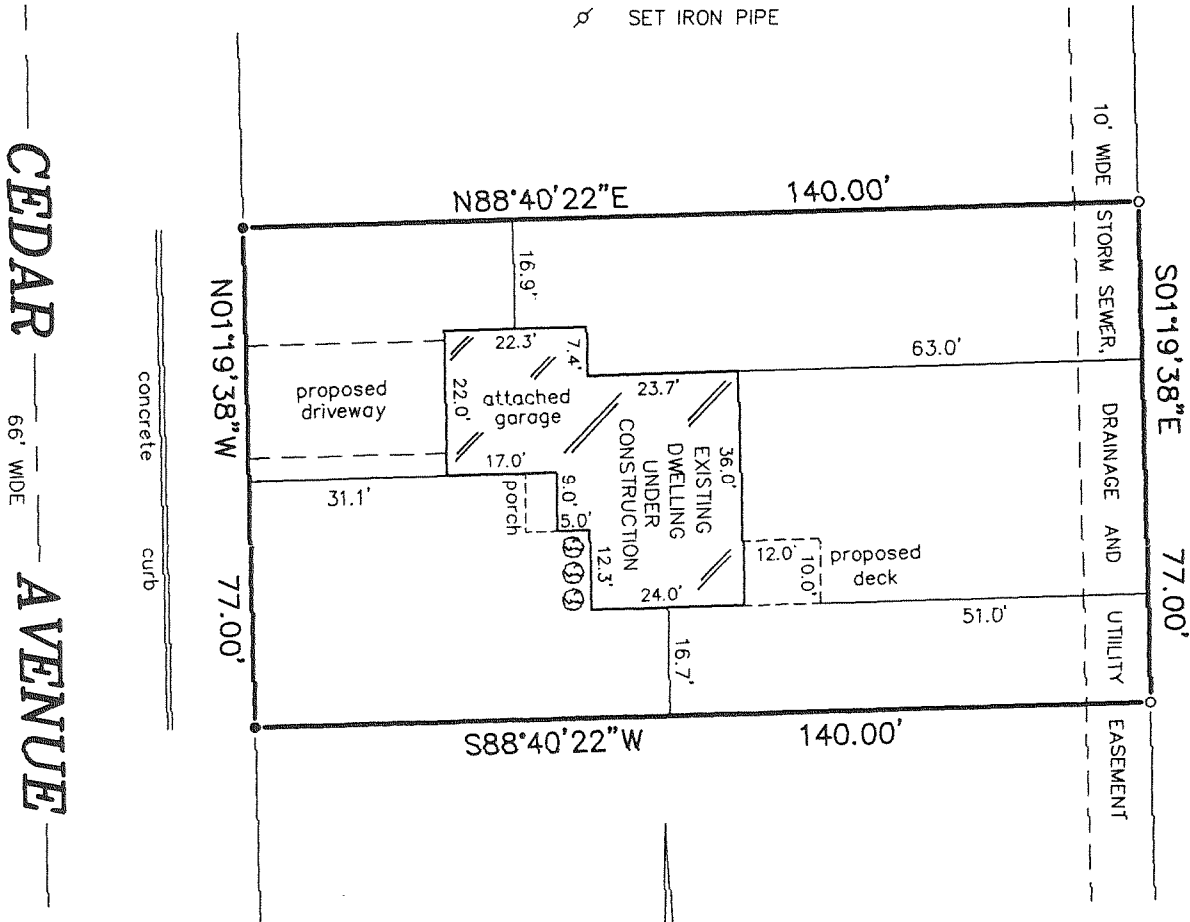 SET IRON PIPE
10' WIDE STORM SEWER, DRAINAGE AND UTIILITY EASEMENT
N88°40'22"E 140.00'
S01°19'38"E 77.00'
N01°19'38"W 77.00'
S88°40'22"W 140.00'
CEDAR AVENUE
66' WIDE
concrete curb
16.9'
22.3'
7.4'
63.0'
23.7'
proposed
driveway
22.0'
attached
garage
36.0'
EXISTING
DWELLING
UNDER
CONSTRUCTION
17.0'
31.1'
porch
9.0'
5.0'
12.3'
24.0'
12.0'
10.0'
proposed
deck
51.0'
16.7'